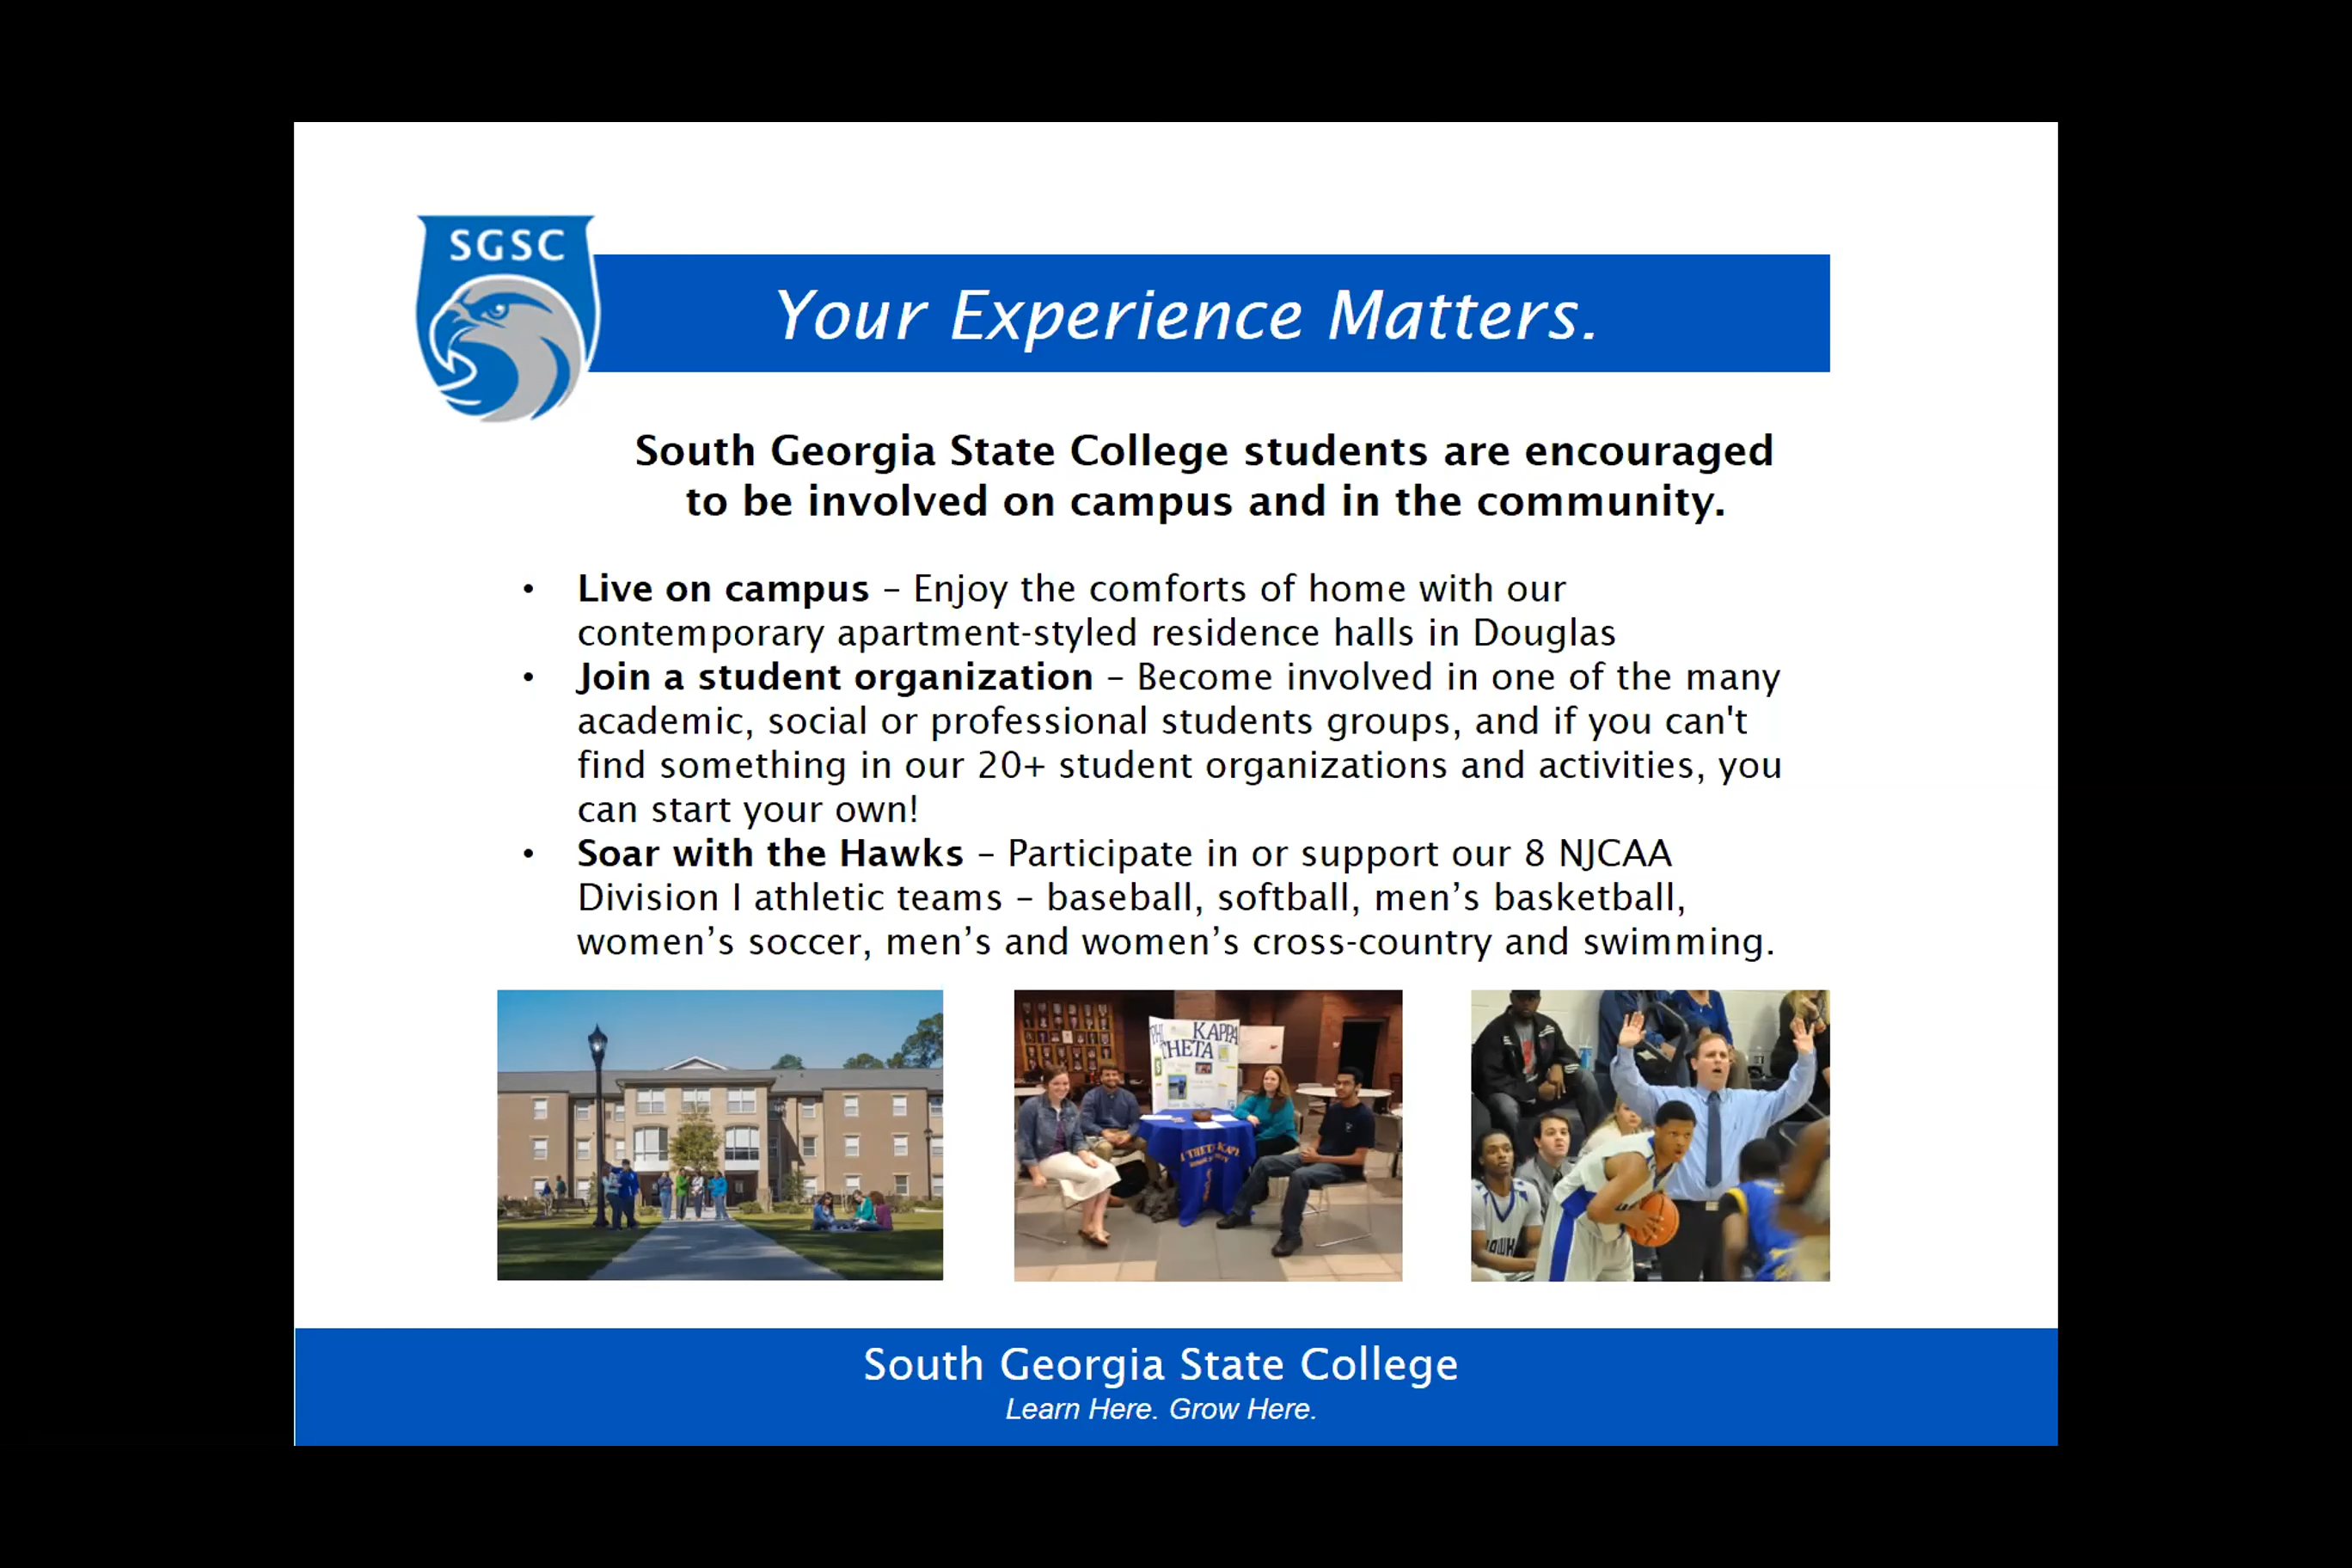 SGSC
Your Experience Matters.
South Georgia State College students are encouraged
to be involved on campus and in the community.
• Live on campus – Enjoy the comforts of home with our
contemporary apartment-styled residence halls in Douglas
• Join a student organization – Become involved in one of the many
academic, social or professional students groups, and if you can't
find something in our 20+ student organizations and activities, you
can start your own!
• Soar with the Hawks – Participate in or support our 8 NJCAA
Division I athletic teams – baseball, softball, men’s basketball,
women’s soccer, men’s and women’s cross-country and swimming.
PHI KAPPA
THETA
South Georgia State College
Learn Here. Grow Here.